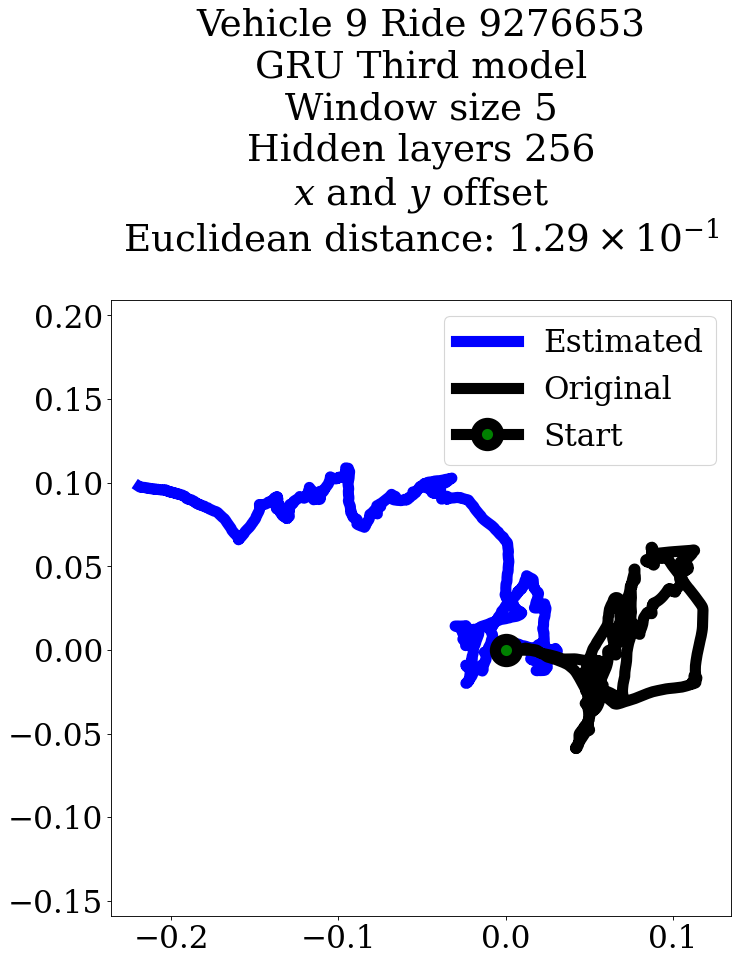 Vehicle 9 Ride 9276653
GRU Third model
Window size 5
Hidden layers 256
x and y offset
Euclidean distance: 1.29 × 10⁻¹
Estimated
Original
Start
0.20
0.15
0.10
0.05
0.00
−0.05
−0.10
−0.15
−0.2 −0.1 0.0 0.1